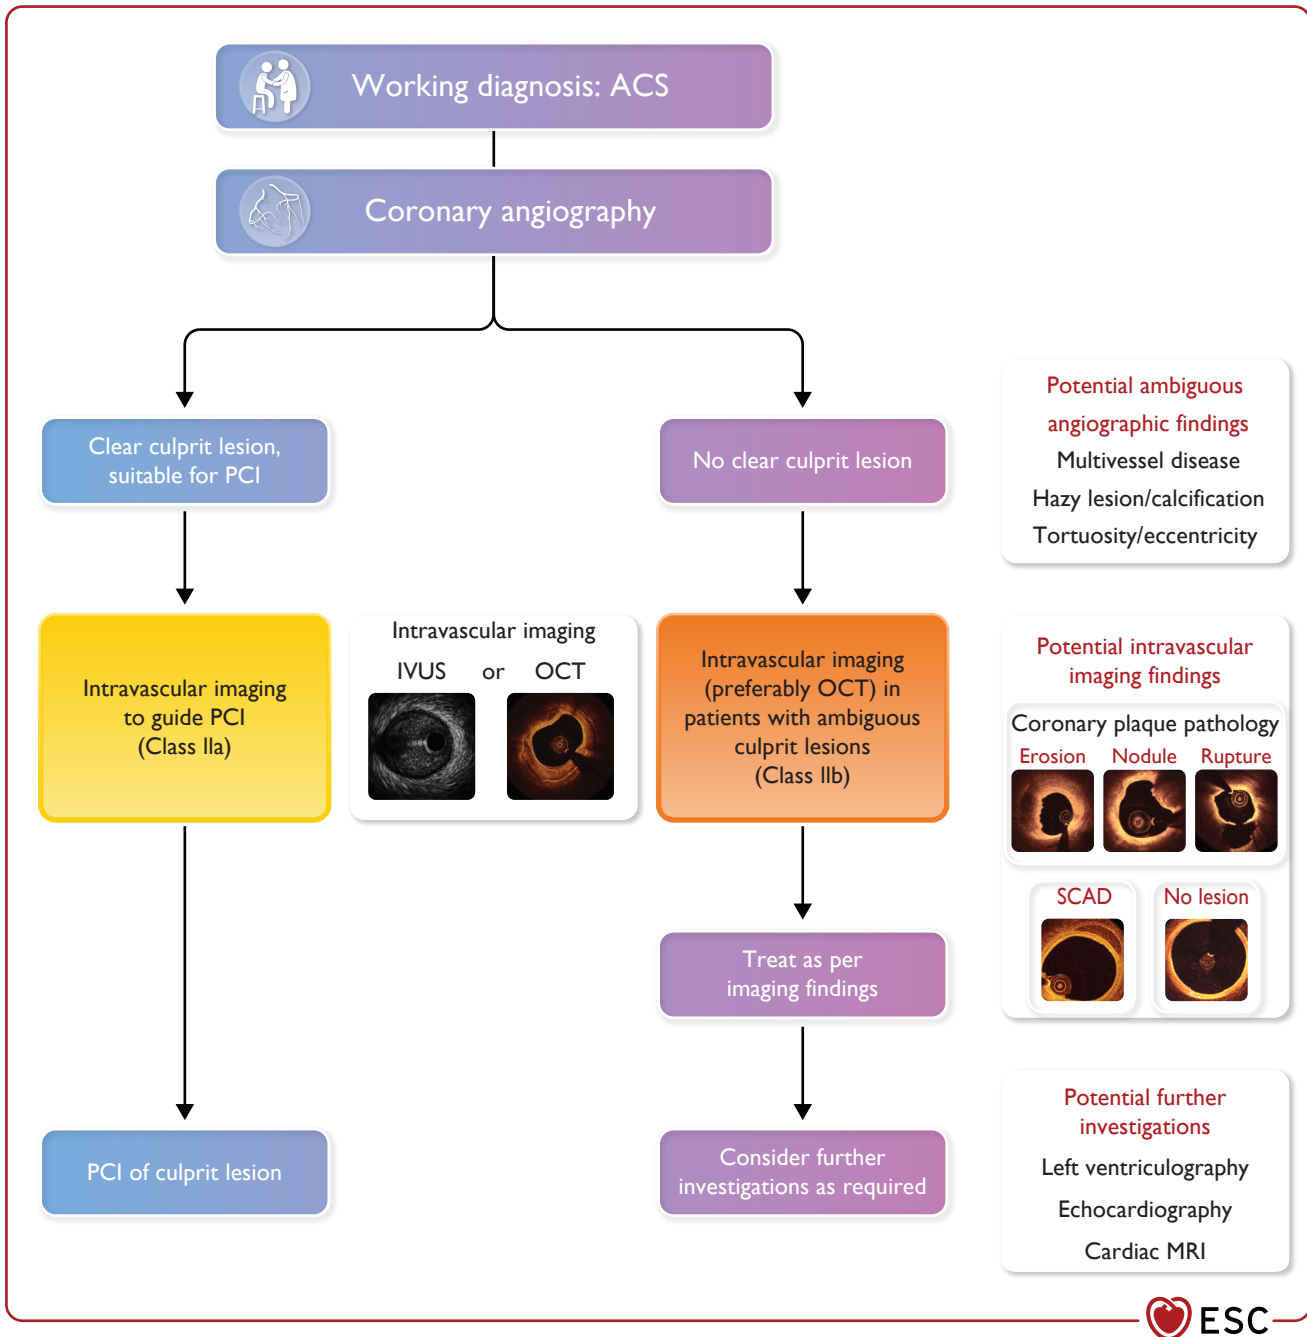 Working diagnosis: ACS
Coronary angiography
Clear culprit lesion,
suitable for PCI
No clear culprit lesion
Potential ambiguous
angiographic findings
Multivessel disease
Hazy lesion/calcification
Tortuosity/eccentricity
Intravascular imaging
to guide PCI
(Class IIa)
Intravascular imaging
IVUS or OCT
Intravascular imaging
(preferably OCT) in
patients with ambiguous
culprit lesions
(Class IIb)
Potential intravascular
imaging findings
Coronary plaque pathology
Erosion Nodule Rupture
SCAD No lesion
Treat as per
imaging findings
PCI of culprit lesion
Consider further
investigations as required
Potential further
investigations
Left ventriculography
Echocardiography
Cardiac MRI
ESC